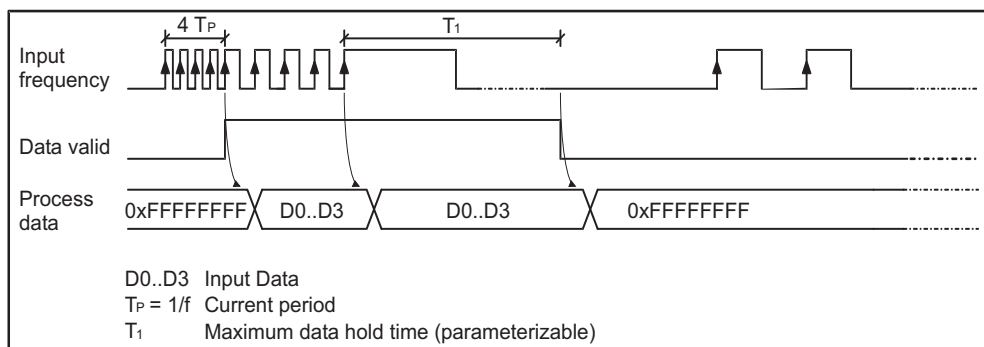 4 TP
T1
Input
frequency
Data valid
Process
data
0xFFFFFFFF
D0..D3
D0..D3
0xFFFFFFFF
D0..D3 Input Data
TP = 1/f Current period
T1 Maximum data hold time (parameterizable)